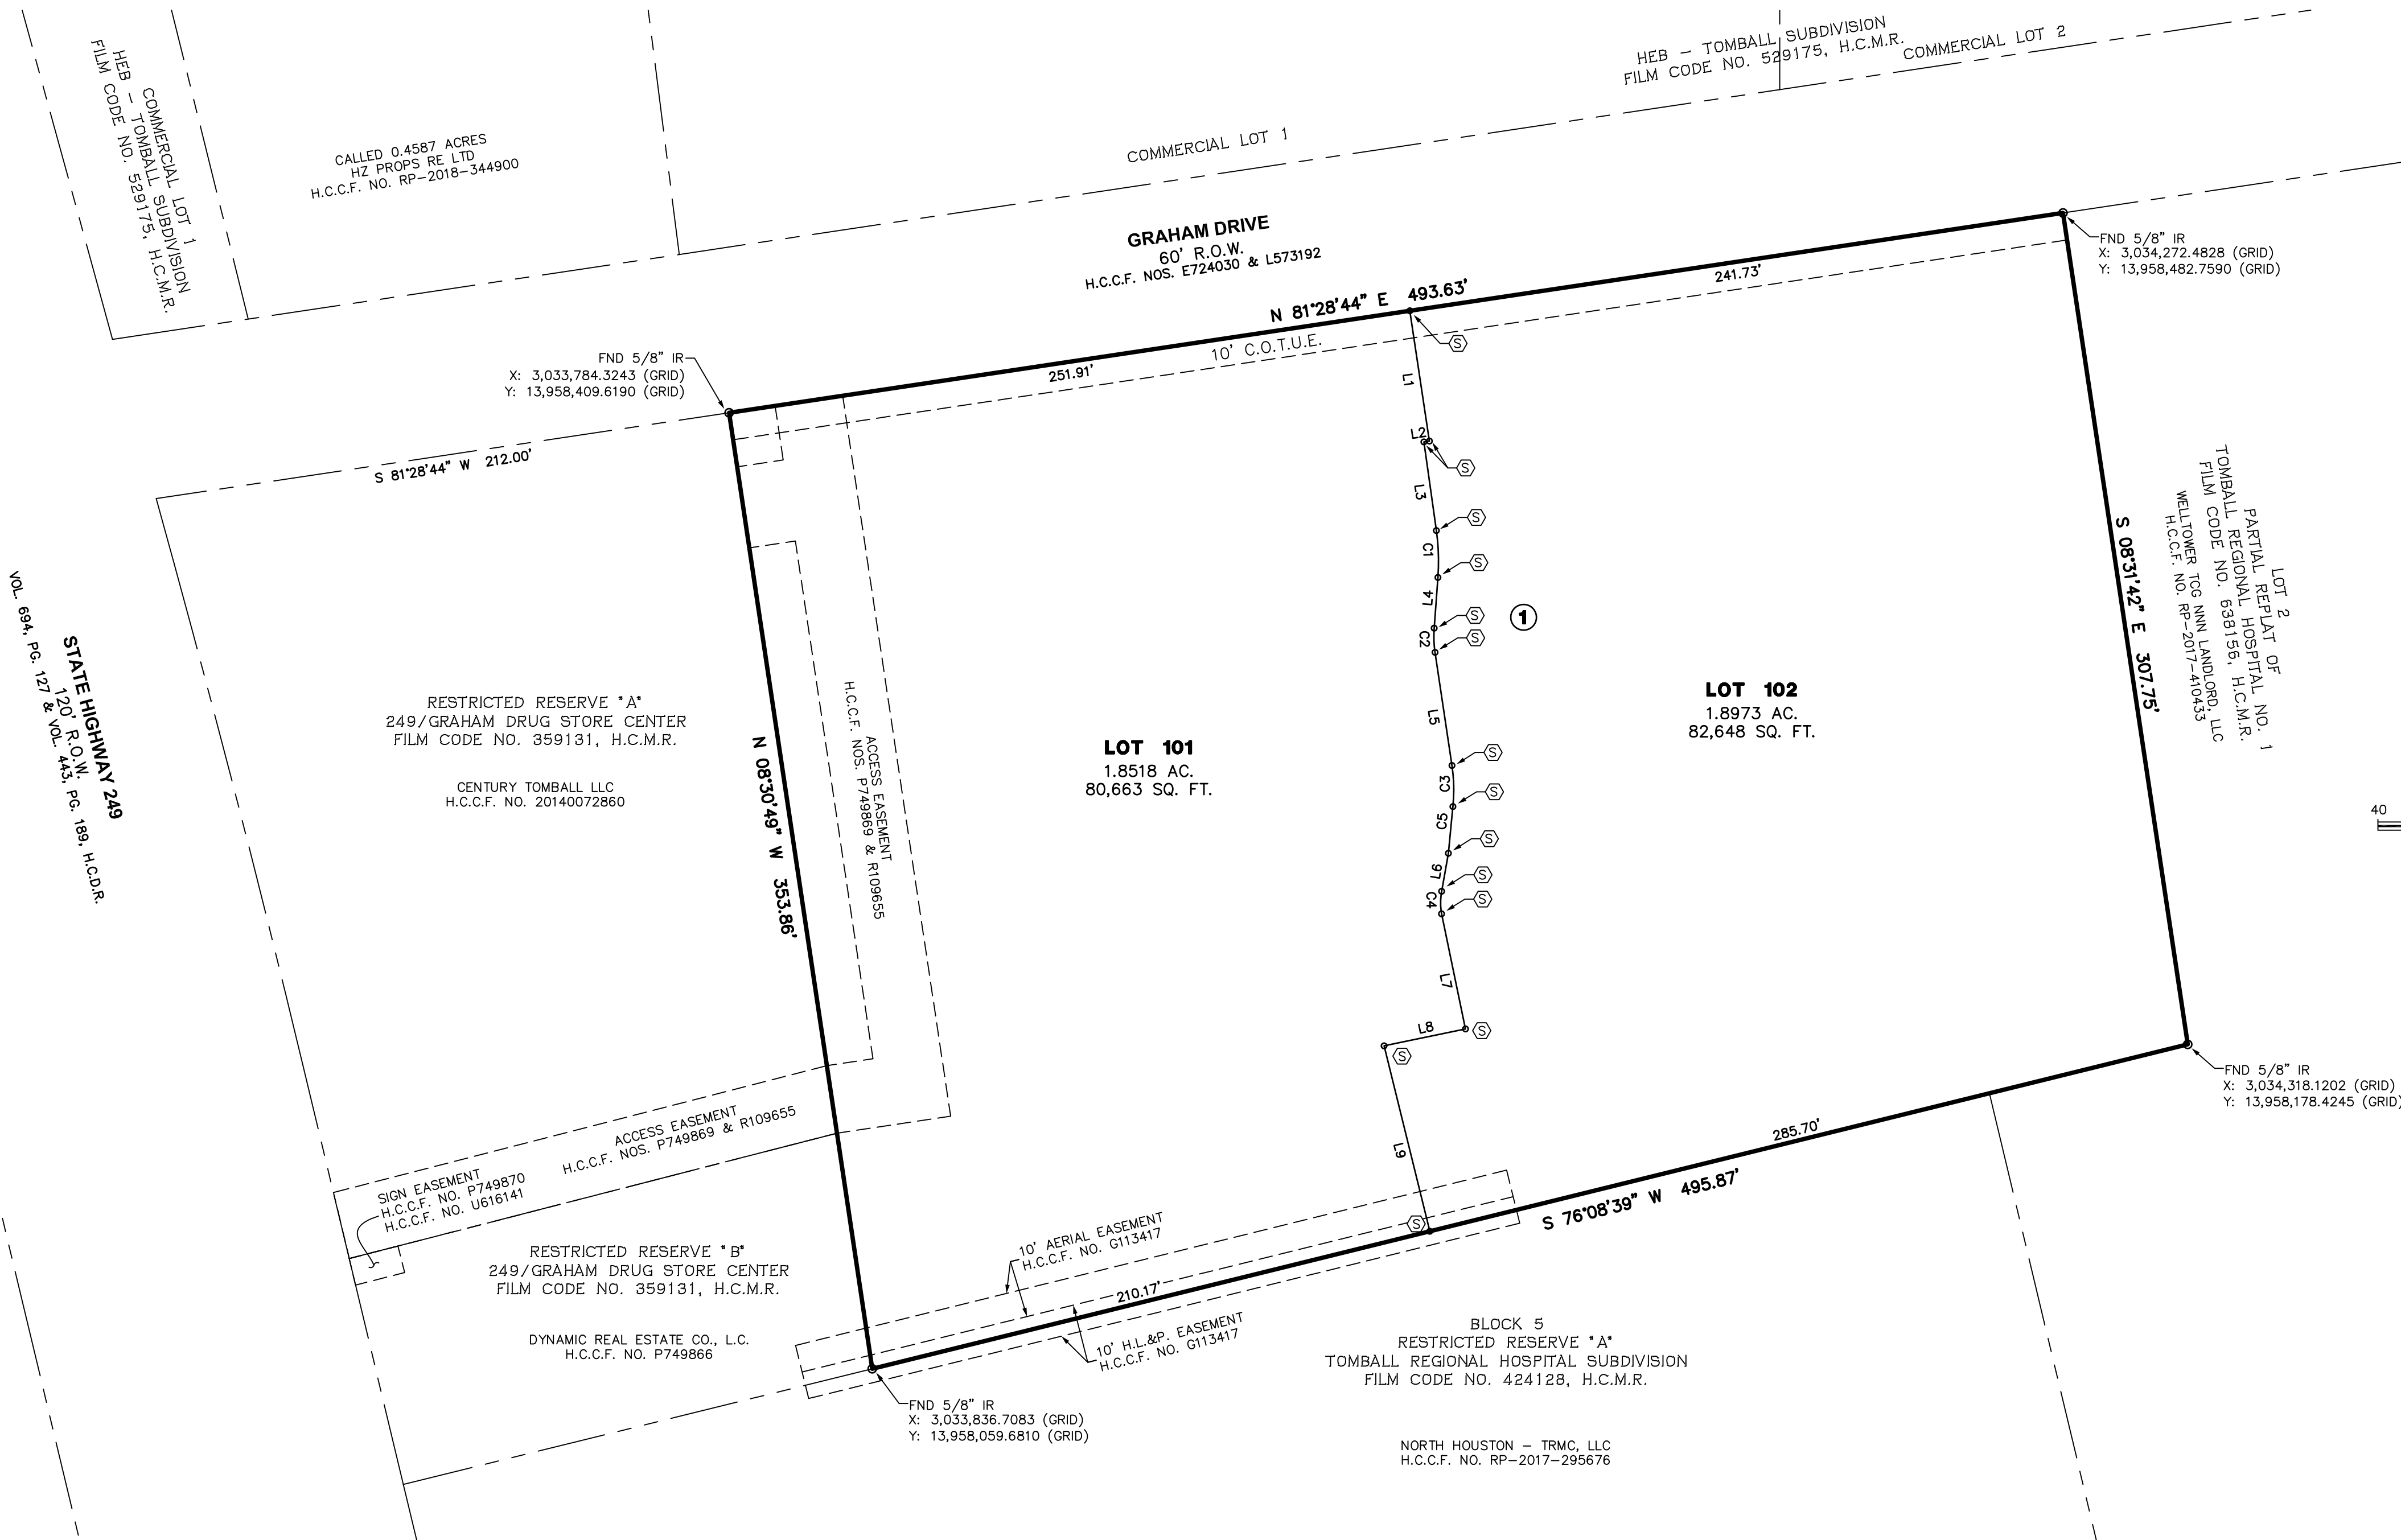 HEB - TOMBALL SUBDIVISION
FILM CODE NO. 529175, H.C.M.R.
COMMERCIAL LOT 2
COMMERCIAL LOT 1
HEB - TOMBALL SUBDIVISION
FILM CODE NO. 529175, H.C.M.R.
CALLED 0.4587 ACRES
HZ PROPS RE LTD
H.C.C.F. NO. RP-2018-344900
COMMERCIAL LOT 1
GRAHAM DRIVE
60' R.O.W.
H.C.C.F. NOS. E724030 & L573192
N 81°28'44" E 493.63'
241.73'
FND 5/8" IR
X: 3,034,272.4828 (GRID)
Y: 13,958,482.7590 (GRID)
FND 5/8" IR
X: 3,033,784.3243 (GRID)
Y: 13,958,409.6190 (GRID)
10' C.O.T.U.E.
251.91'
S 81°28'44" W 212.00'
S
L1
L2
S
L3
S
C1
S
L4
S
C2
S
1
L5
S
C3
S
C5
S
L6
S
C4
S
L7
L8
S
S
L9
S
LOT 2
PARTIAL REPLAT OF
TOMBALL REGIONAL HOSPITAL NO. 1
FILM CODE NO. 638156, H.C.M.R.
WELLTOWER TCG NNN LANDLORD, LLC
H.C.C.F. NO. RP-2017-410433
S 08°31'42" E 307.75'
STATE HIGHWAY 249
120' R.O.W.
VOL. 694, PG. 127 & VOL. 443, PG. 189, H.C.D.R.
RESTRICTED RESERVE "A"
249/GRAHAM DRUG STORE CENTER
FILM CODE NO. 359131, H.C.M.R.
CENTURY TOMBALL LLC
H.C.C.F. NO. 20140072860
N 08°30'49" W 353.86'
ACCESS EASEMENT
H.C.C.F. NOS. P749869 & R109655
LOT 101
1.8518 AC.
80,663 SQ. FT.
LOT 102
1.8973 AC.
82,648 SQ. FT.
40
FND 5/8" IR
X: 3,034,318.1202 (GRID)
Y: 13,958,178.4245 (GRID)
ACCESS EASEMENT
H.C.C.F. NOS. P749869 & R109655
SIGN EASEMENT
H.C.C.F. NO. P749870
H.C.C.F. NO. U616141
285.70'
S 76°08'39" W 495.87'
10' AERIAL EASEMENT
H.C.C.F. NO. G113417
210.17'
10' H.L.&P. EASEMENT
H.C.C.F. NO. G113417
RESTRICTED RESERVE "B"
249/GRAHAM DRUG STORE CENTER
FILM CODE NO. 359131, H.C.M.R.
DYNAMIC REAL ESTATE CO., L.C.
H.C.C.F. NO. P749866
BLOCK 5
RESTRICTED RESERVE "A"
TOMBALL REGIONAL HOSPITAL SUBDIVISION
FILM CODE NO. 424128, H.C.M.R.
FND 5/8" IR
X: 3,033,836.7083 (GRID)
Y: 13,958,059.6810 (GRID)
NORTH HOUSTON - TRMC, LLC
H.C.C.F. NO. RP-2017-295676